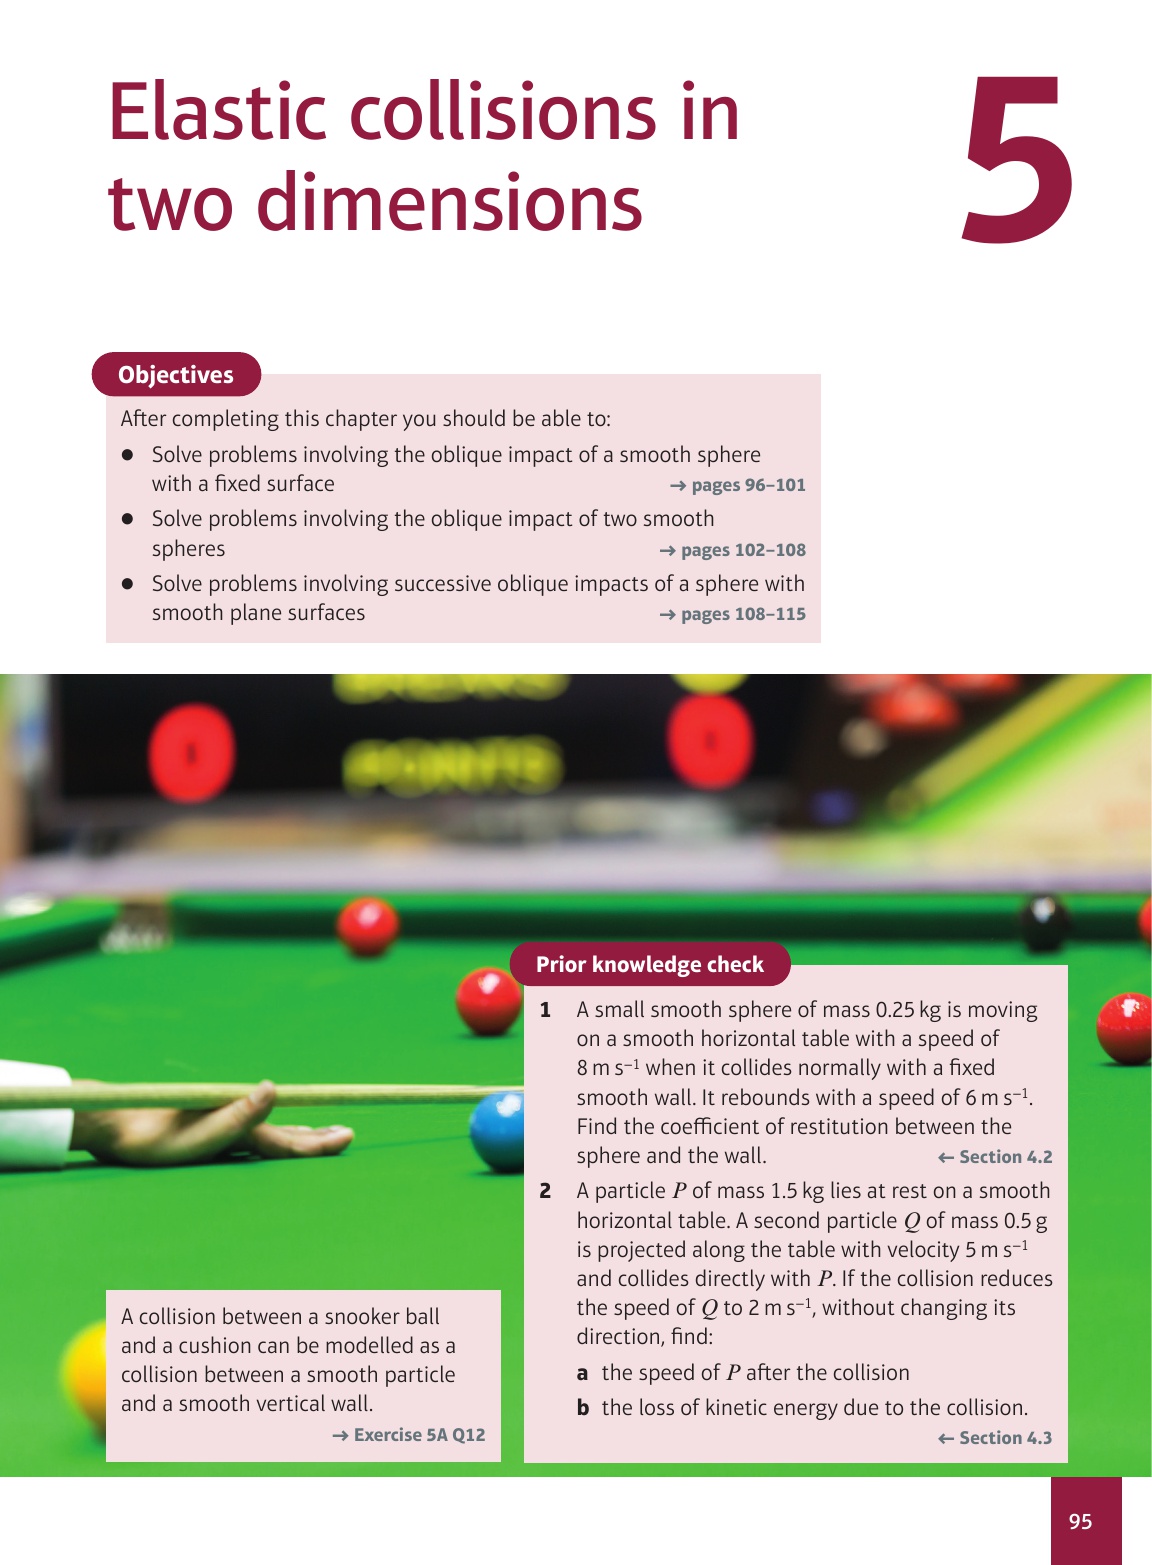 Elastic collisions in
two dimensions
5
Objectives
After completing this chapter you should be able to:
● Solve problems involving the oblique impact of a smooth sphere
with a fixed surface → pages 96–101
● Solve problems involving the oblique impact of two smooth
spheres → pages 102–108
● Solve problems involving successive oblique impacts of a sphere with
smooth plane surfaces → pages 108–115
POINTS
Prior knowledge check
1 A small smooth sphere of mass 0.25 kg is moving
on a smooth horizontal table with a speed of
8 m s⁻¹ when it collides normally with a fixed
smooth wall. It rebounds with a speed of 6 m s⁻¹.
Find the coefficient of restitution between the
sphere and the wall. ← Section 4.2
2 A particle P of mass 1.5 kg lies at rest on a smooth
horizontal table. A second particle Q of mass 0.5 g
is projected along the table with velocity 5 m s⁻¹
and collides directly with P. If the collision reduces
the speed of Q to 2 m s⁻¹, without changing its
direction, find:
a the speed of P after the collision
b the loss of kinetic energy due to the collision.
← Section 4.3
A collision between a snooker ball
and a cushion can be modelled as a
collision between a smooth particle
and a smooth vertical wall.
→ Exercise 5A Q12
95